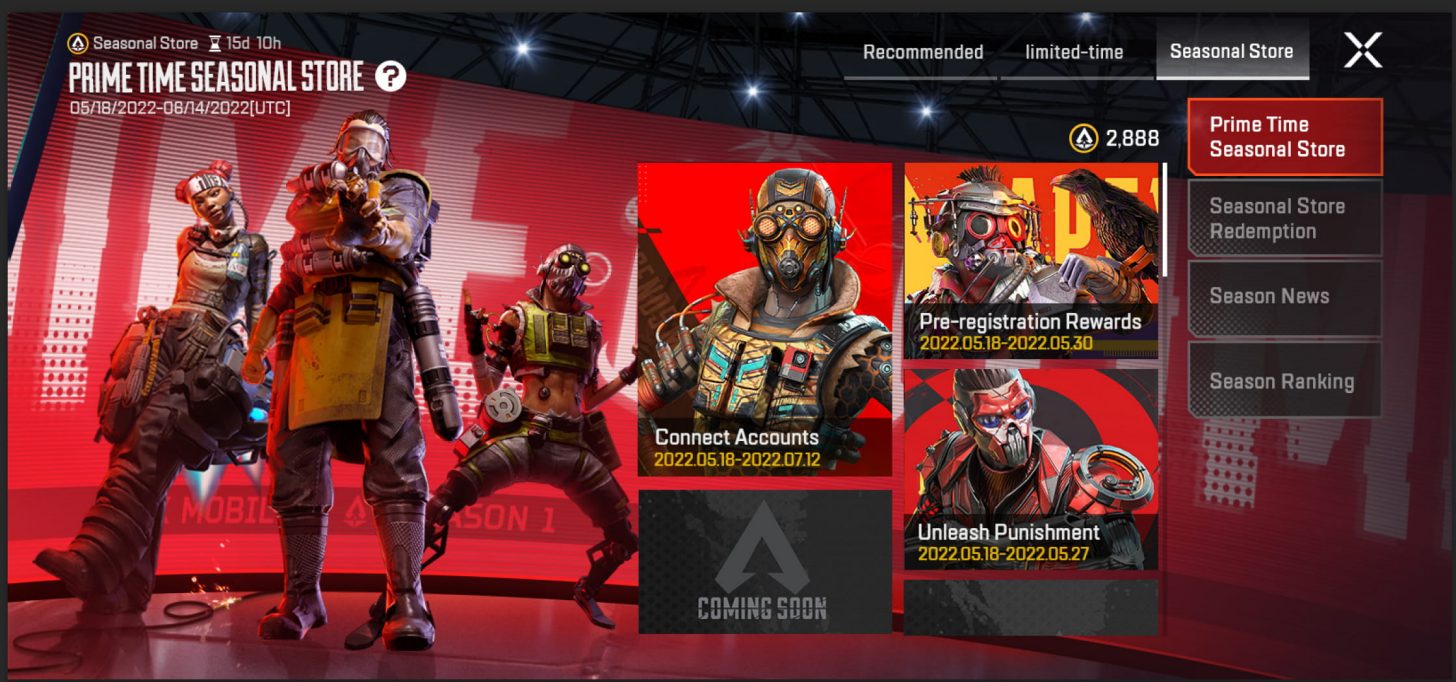 Seasonal Store 15d 10h
PRIME TIME SEASONAL STORE ?
05/18/2022-08/14/2022[UTC]
Recommended
limited-time
Seasonal Store
2,888
Prime Time
Seasonal Store
Seasonal Store
Redemption
Season News
Season Ranking
Connect Accounts
2022.05.18-2022.07.12
Pre-registration Rewards
2022.05.18-2022.05.30
Unleash Punishment
2022.05.18-2022.05.27
COMING SOON